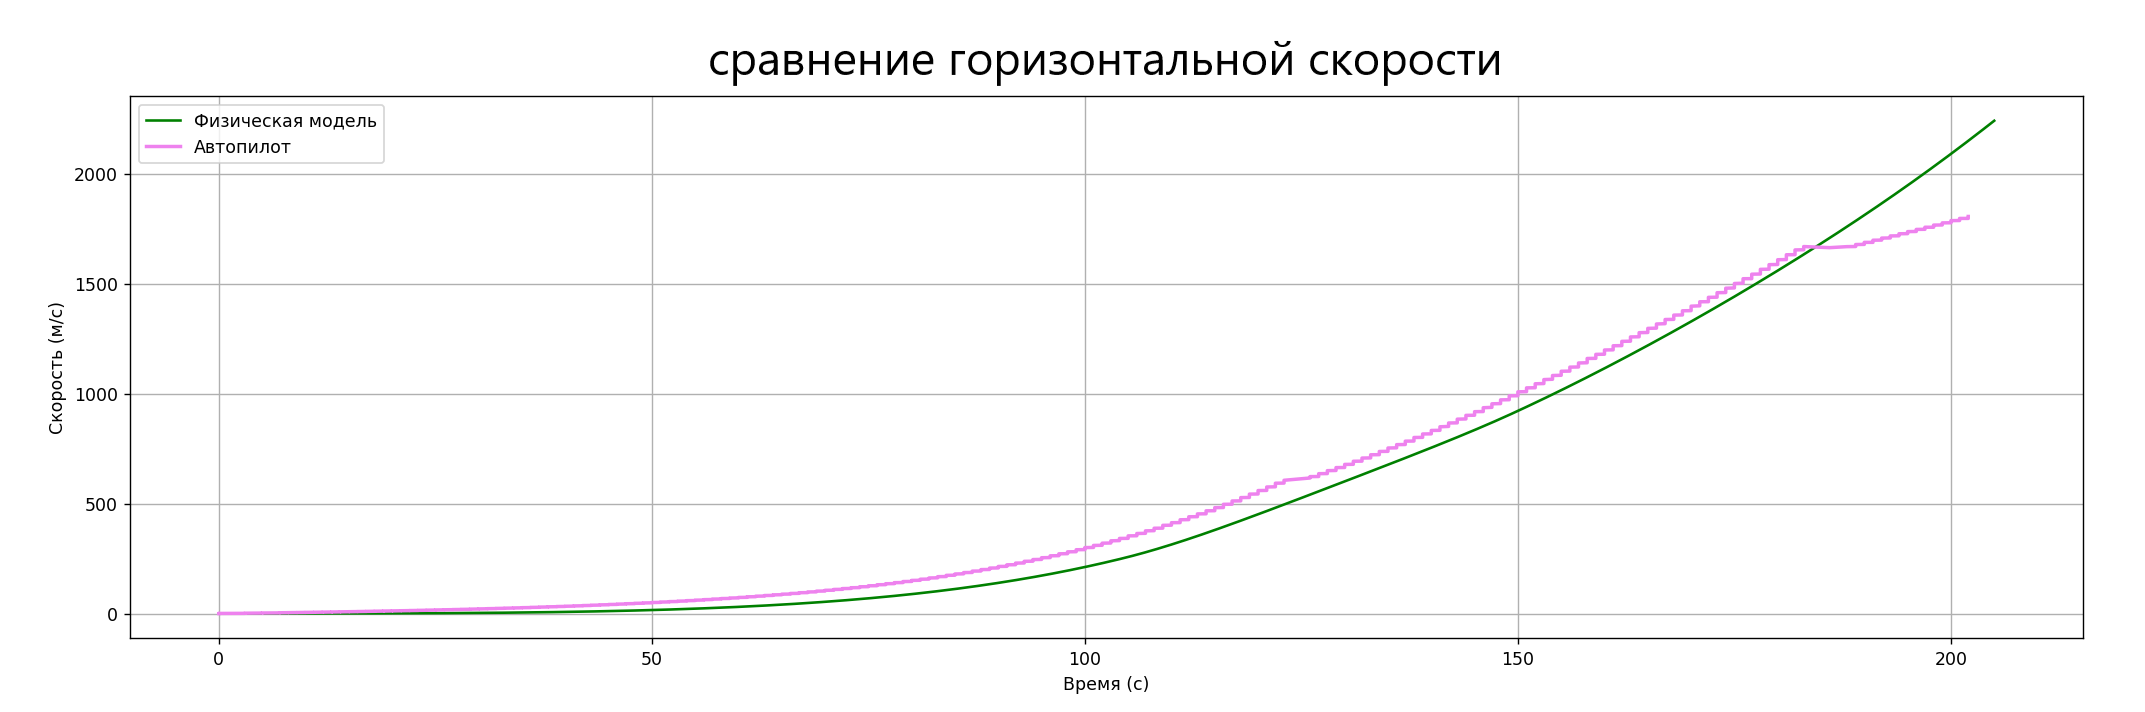 сравнение горизонтальной скорости
Физическая модель
Автопилот
Скорость (м/с)
2000
1500
1000
500
0
0 50 100 150 200
Время (с)